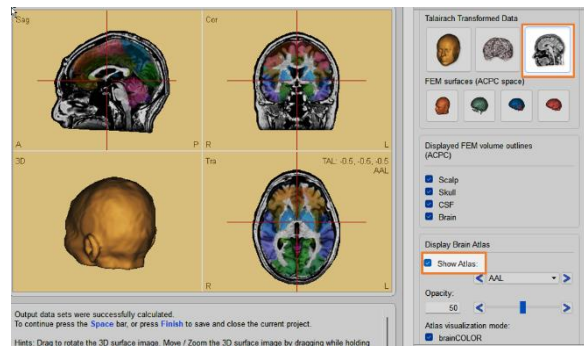 Sag
Cor
A
P
R
L
3D
Tra
TAL: -0.5, -0.5, -0.5
AAL
R
L
Output data sets were successfully calculated.
To continue press the Space bar, or press Finish to save and close the current project.
Hints: Drag to rotate the 3D surface image. Move / Zoom the 3D surface image by dragging while holding
Talairach Transformed Data
FEM surfaces (ACPC space)
Displayed FEM volume outlines
(ACPC)
Scalp
Skull
CSF
Brain
Display Brain Atlas
Show Atlas:
AAL
Opacity:
50
Atlas visualization mode:
brainCOLOR